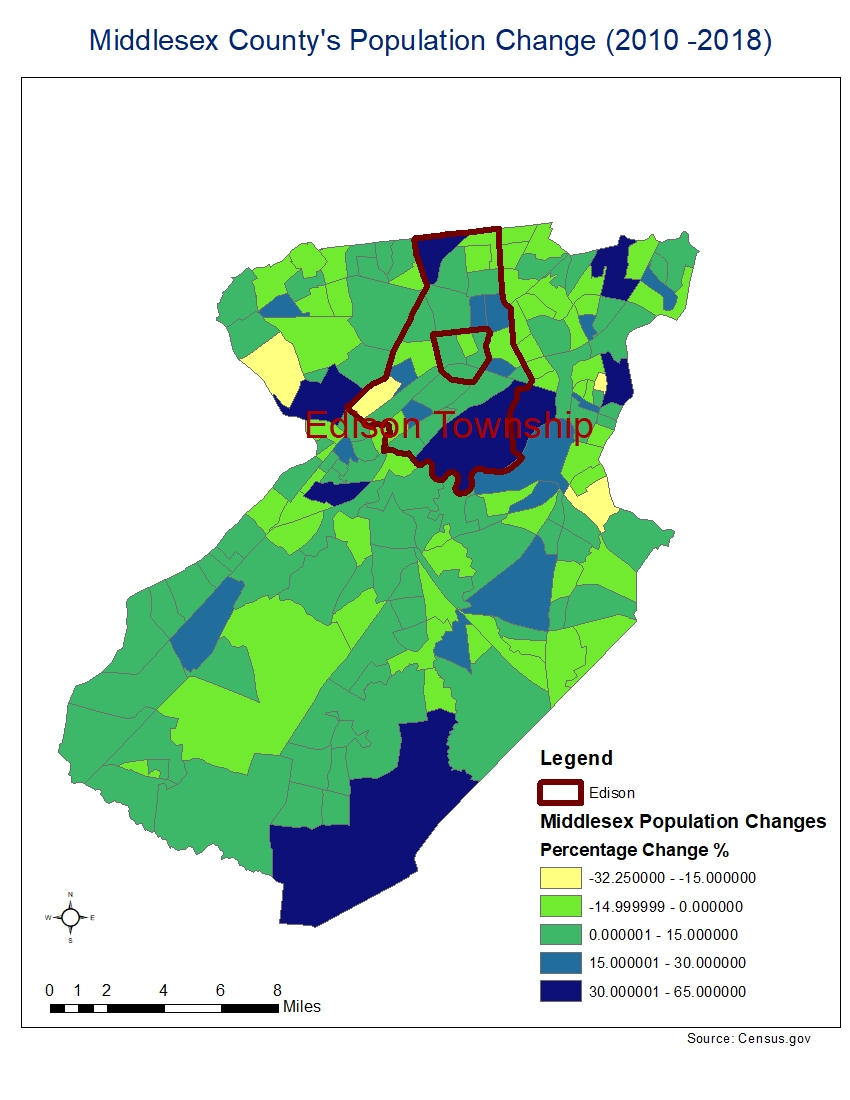 Middlesex County's Population Change (2010 -2018)
Edison Township
Legend
Edison
Middlesex Population Changes
Percentage Change %
-32.250000 - -15.000000
-14.999999 - 0.000000
0.000001 - 15.000000
15.000001 - 30.000000
30.000001 - 65.000000
N
W E
S
0 1 2 4 6 8
Miles
Source: Census.gov